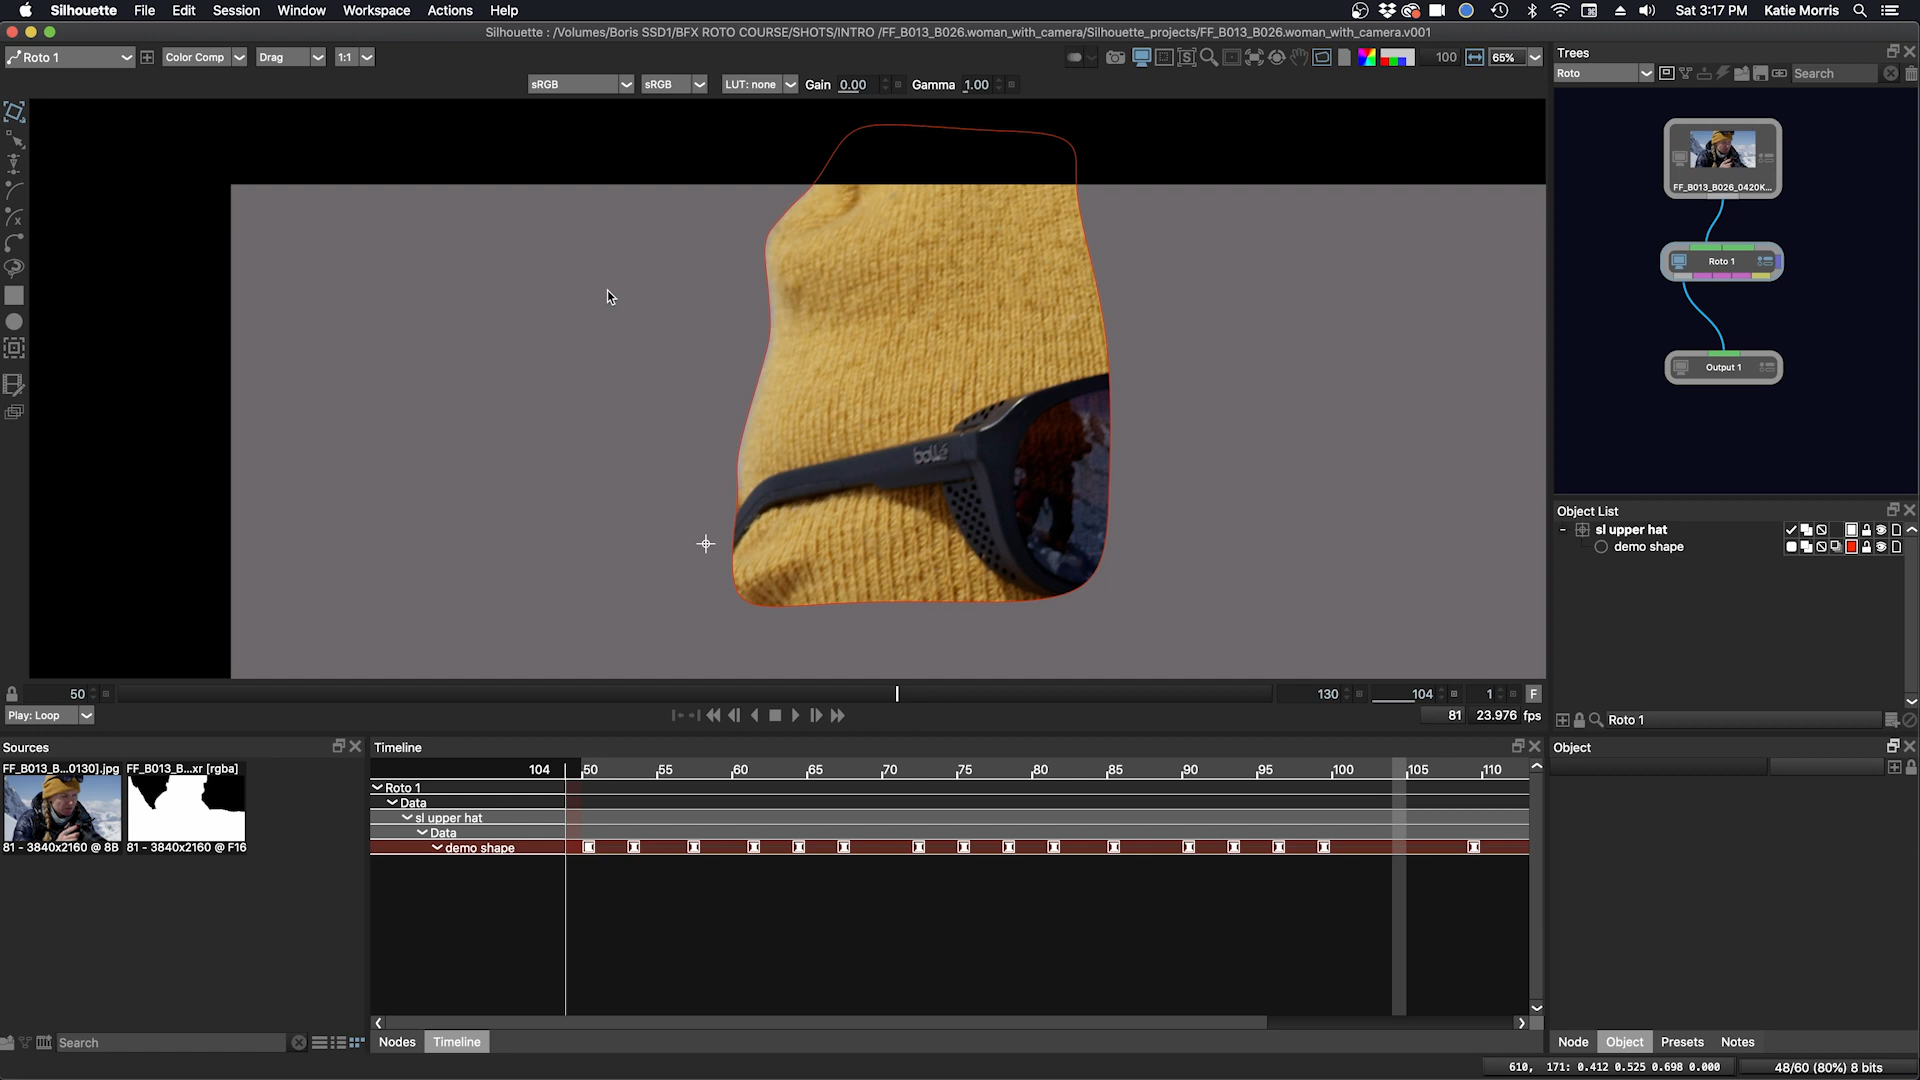 Silhouette File Edit Session Window Workspace Actions Help
Sat 3:17 PM Katie Morris
Silhouette : /Volumes/Boris SSD1/BFX ROTO COURSE/SHOTS/INTRO /FF_B013_B026.woman_with_camera/Silhouette_projects/FF_B013_B026.woman_with_camera.v001
Roto 1 Color Comp Drag 1:1 100 65%
sRGB sRGB LUT: none Gain 0.00 Gamma 1.00
Trees
Roto Search
FF_B013_B026_0420K...
Roto 1
Output 1
bollé
Object List
sl upper hat
demo shape
Roto 1
50 130 104 1 F
Play: Loop 81 23.976 fps
Sources
FF_B013_B...0130].jpg FF_B013_B...xr [rgba]
81 - 3840x2160 @ 8B 81 - 3840x2160 @ F16
Search
Timeline
104 50 55 60 65 70 75 80 85 90 95 100 105 110
Roto 1
Data
sl upper hat
Data
demo shape
Nodes Timeline
Object
Node Object Presets Notes
610, 171: 0.412 0.525 0.698 0.000 48/60 (80%) 8 bits